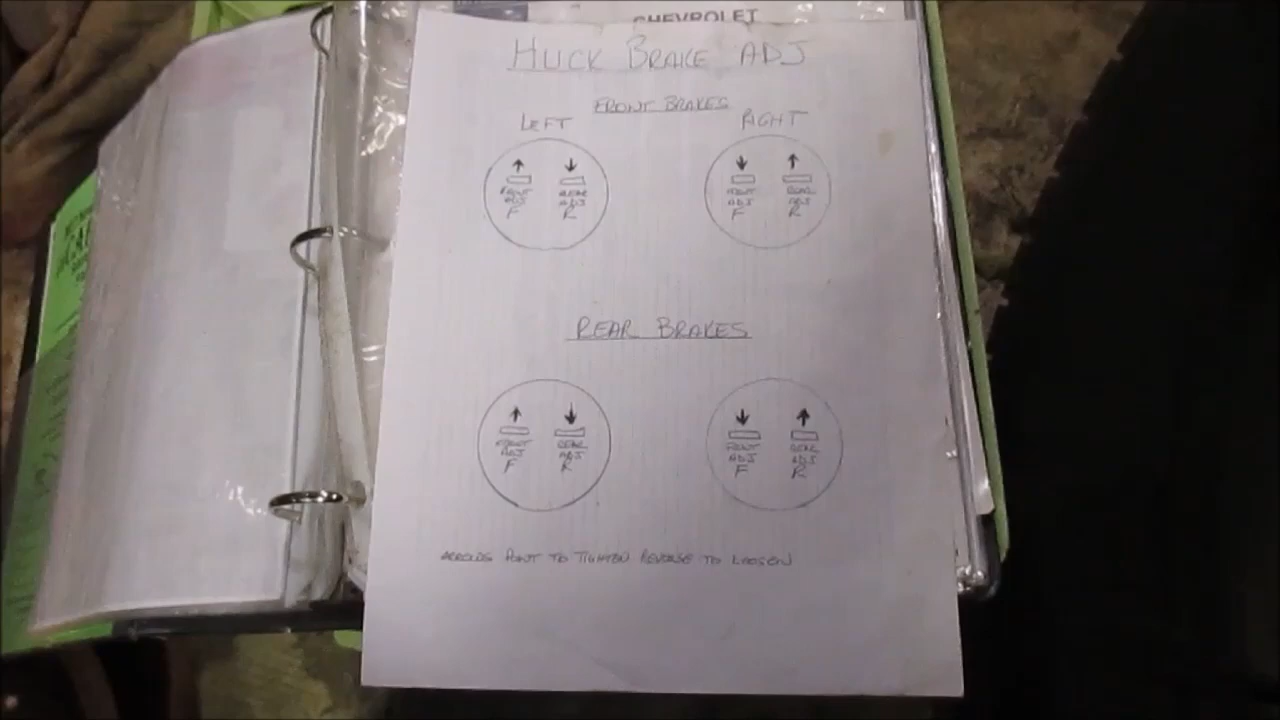 CHEVROLET
HUCK BRAKE ADJ
FRONT BRAKES
LEFT RIGHT
FRONT ADJ F
REAR ADJ R
FRONT ADJ F
REAR ADJ R
REAR BRAKES
FRONT ADJ F
REAR ADJ R
FRONT ADJ F
REAR ADJ R
ARROWS POINT TO TIGHTEN REVERSE TO LOOSEN